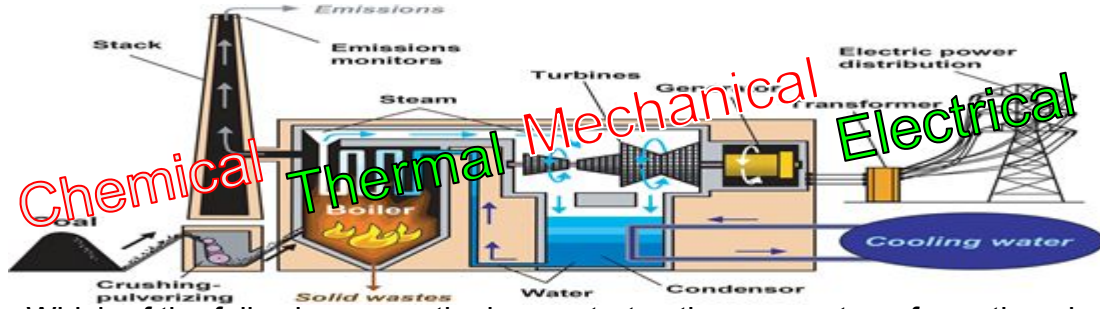 Emissions
Stack
Emissions
monitors
Electric power
distribution
Turbines
Generator
Transformer
Steam
Mechanical
Electrical
Chemical
Thermal
Boiler
Coal
Cooling water
Crushing-
pulverizing
Solid wastes
Water
Condensor